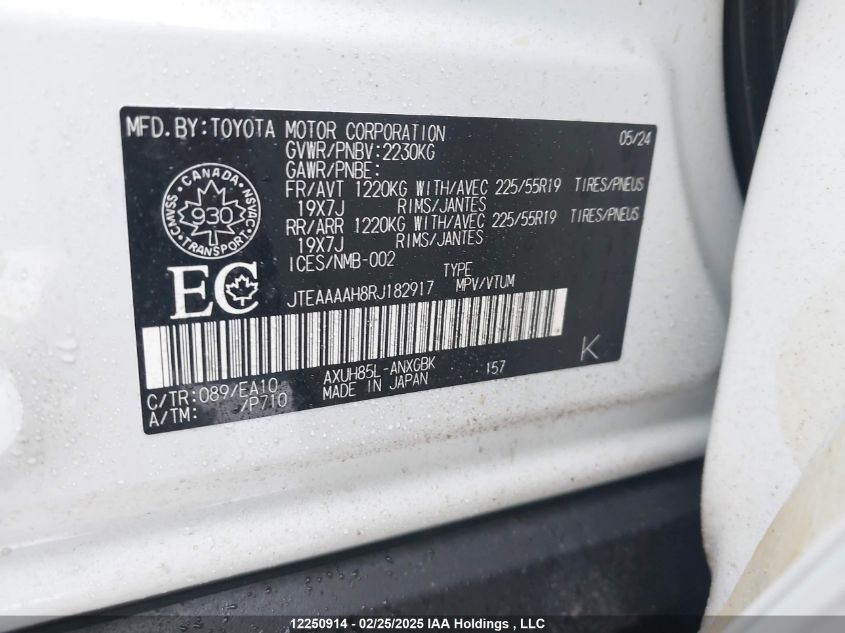 MFD.BY:TOYOTA MOTOR CORPORATION 05/24
GVWR/PNBV:2230KG
GAWR/PNBE:
FR/AVT 1220KG WITH/AVEC 225/55R19 TIRES/PNEUS
19X7J RIMS/JANTES
RR/ARR 1220KG WITH/AVEC 225/55R19 TIRES/PNEUS
19X7J RIMS/JANTES
ICES/NMB-002
CANADA
CMVSS 930 NSVAC
TRANSPORT
EC
TYPE
JTEAAAAH8RJ182917 MPV/VTUM
AXUH85L-ANXGBK 157 K
MADE IN JAPAN
C/TR:089/EA10
A/TM: /P710
12250914 - 02/25/2025 IAA Holdings , LLC